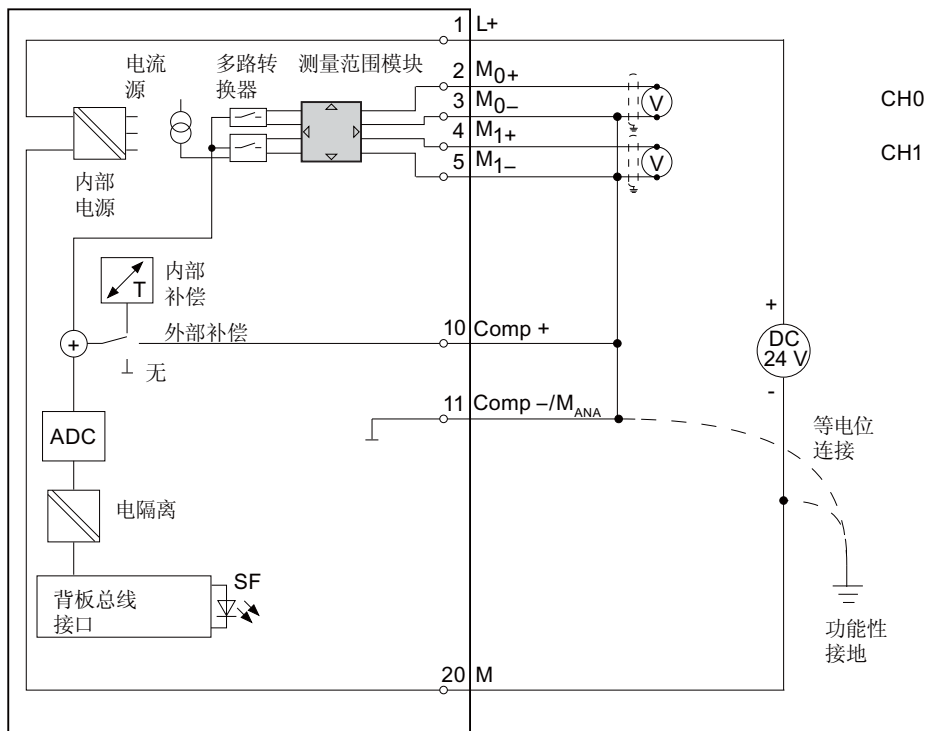 1 L+
电流
源
多路转
换器
测量范围模块
2 M0+
3 M0–
4 M1+
5 M1–
V
V
CH0
CH1
内部
电源
T
内部
补偿
+
外部补偿
无
10 Comp +
11 Comp –/MANA
+
DC
24 V
-
等电位
连接
ADC
电隔离
背板总线
接口
SF
功能性
接地
20 M